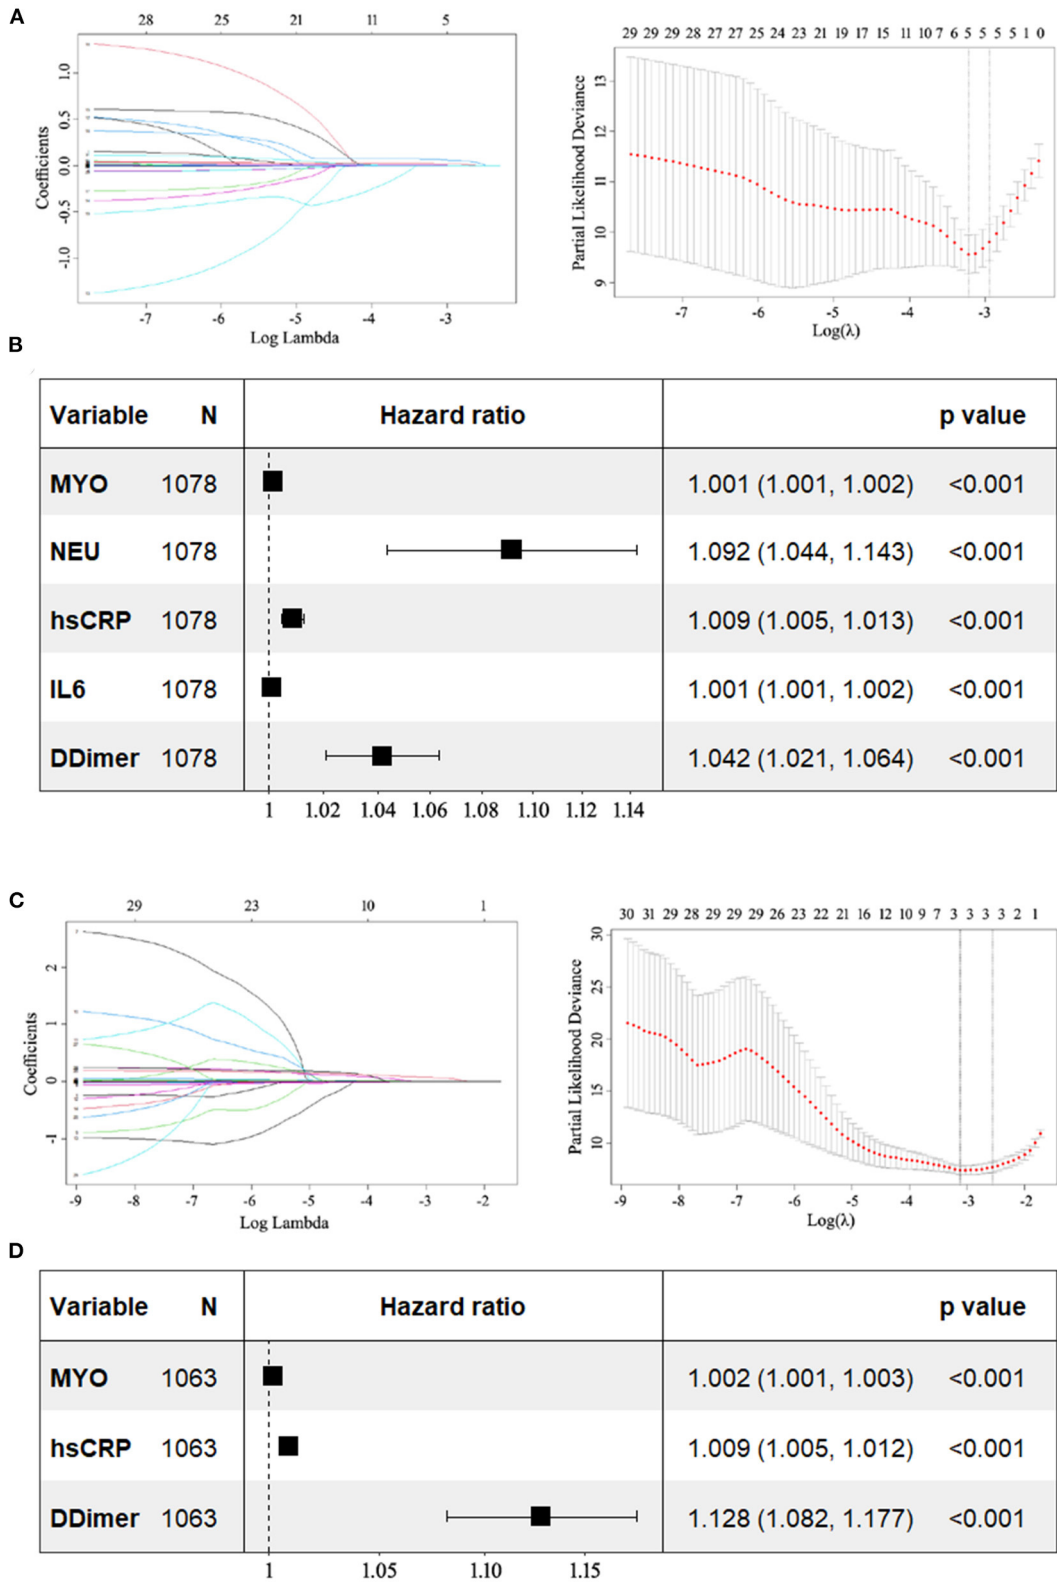 A
28 25 21 11 5
1.0
0.5
0.0
-0.5
-1.0
Coefficients
-7 -6 -5 -4 -3
Log Lambda
29 29 29 28 27 27 25 24 23 21 19 17 15 11 10 7 6 5 5 5 5 1 0
13
12
11
10
9
Partial Likelihood Deviance
-7 -6 -5 -4 -3
Log(λ)
B
Variable N Hazard ratio p value
MYO 1078 1.001 (1.001, 1.002) <0.001
NEU 1078 1.092 (1.044, 1.143) <0.001
hsCRP 1078 1.009 (1.005, 1.013) <0.001
IL6 1078 1.001 (1.001, 1.002) <0.001
DDimer 1078 1.042 (1.021, 1.064) <0.001
1 1.02 1.04 1.06 1.08 1.10 1.12 1.14
C
29 23 10 1
2
1
0
-1
Coefficients
-9 -8 -7 -6 -5 -4 -3 -2
Log Lambda
30 31 29 28 29 29 29 26 23 22 21 16 12 10 9 7 3 3 3 2 1
30
25
20
15
10
Partial Likelihood Deviance
-9 -8 -7 -6 -5 -4 -3 -2
Log(λ)
D
Variable N Hazard ratio p value
MYO 1063 1.002 (1.001, 1.003) <0.001
hsCRP 1063 1.009 (1.005, 1.012) <0.001
DDimer 1063 1.128 (1.082, 1.177) <0.001
1 1.05 1.10 1.15